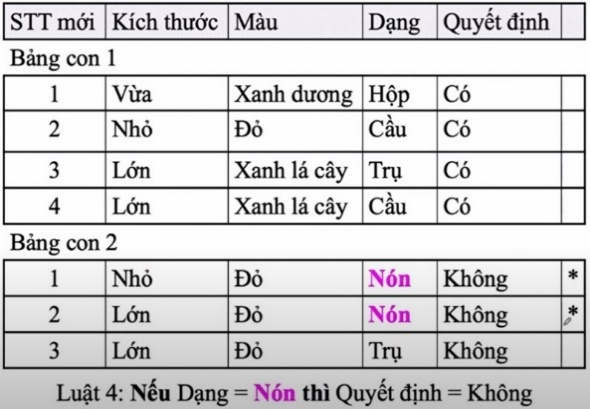 STT mới Kích thước Màu Dạng Quyết định
Bảng con 1
1 Vừa Xanh dương Hộp Có
2 Nhỏ Đỏ Cầu Có
3 Lớn Xanh lá cây Trụ Có
4 Lớn Xanh lá cây Cầu Có
Bảng con 2
1 Nhỏ Đỏ Nón Không *
2 Lớn Đỏ Nón Không *
3 Lớn Đỏ Trụ Không
Luật 4: Nếu Dạng = Nón thì Quyết định = Không